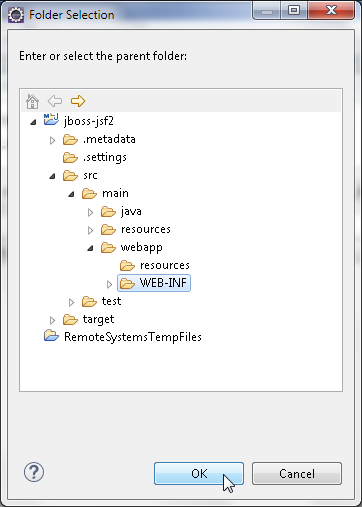 Folder Selection
Enter or select the parent folder:
jboss-jsf2
.metadata
.settings
src
main
java
resources
webapp
resources
WEB-INF
test
target
RemoteSystemsTempFiles
?
OK
Cancel